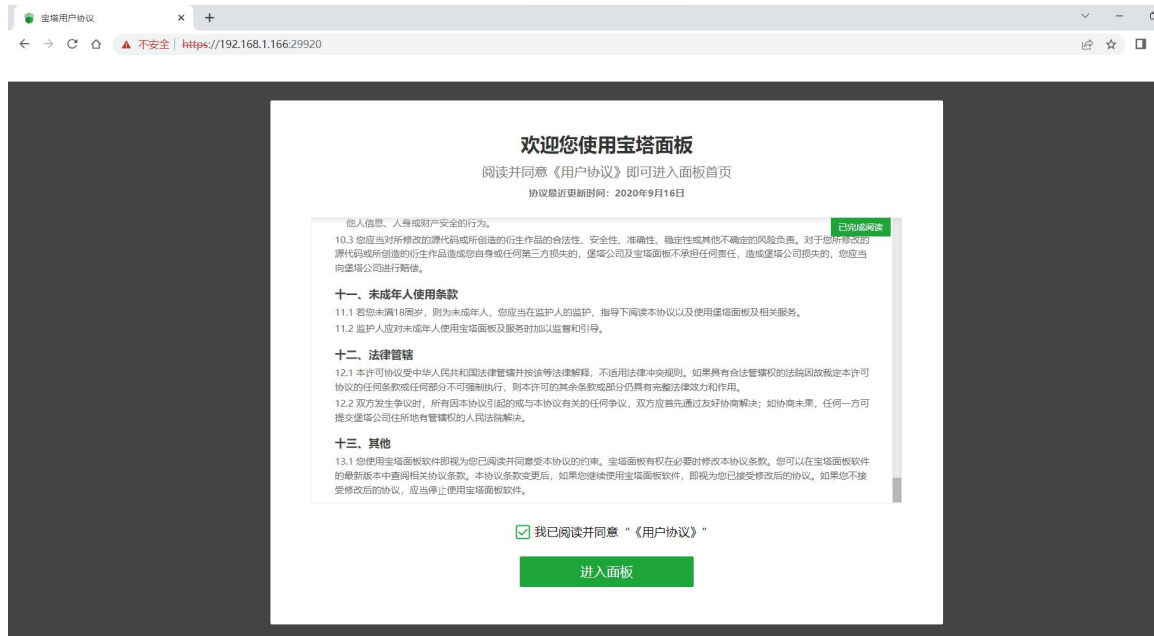 宝塔用户协议
不安全 https://192.168.1.166:29920
欢迎您使用宝塔面板
阅读并同意《用户协议》即可进入面板首页
协议最近更新时间：2020年9月16日
他人信息、人身或财产安全的行为。
已完成阅读
10.3 您应当对所修改的源代码或所创造的衍生作品的合法性、安全性、准确性、稳定性或其他不确定的风险负责。对于您所修改的
源代码或所创造的衍生作品造成您自身或任何第三方损失的，堡塔公司及宝塔面板不承担任何责任，造成堡塔公司损失的，您应当
向堡塔公司进行赔偿。
十一、未成年人使用条款
11.1 若您未满18周岁，则为未成年人，您应当在监护人的监护、指导下阅读本协议以及使用堡塔面板及相关服务。
11.2 监护人应对未成年人使用宝塔面板及服务时加以监督和引导。
十二、法律管辖
12.1 本许可协议受中华人民共和国法律管辖并按该等法律解释，不适用法律冲突规则。如果具有合法管辖权的法院因故裁定本许可
协议的任何条款或任何部分不可强制执行，则本许可的其余条款或部分仍具有完整法律效力和作用。
12.2 双方发生争议时，所有因本协议引起的或与本协议有关的任何争议，双方应首先通过友好协商解决；如协商未果，任何一方可
提交堡塔公司住所地有管辖权的人民法院解决。
十三、其他
13.1 您使用宝塔面板软件即视为您已阅读并同意受本协议的约束。宝塔面板有权在必要时修改本协议条款。您可以在宝塔面板软件
的最新版本中查阅相关协议条款。本协议条款变更后，如果您继续使用宝塔面板软件，即视为您已接受修改后的协议。如果您不接
受修改后的协议，应当停止使用宝塔面板软件。
我已阅读并同意“《用户协议》”
进入面板